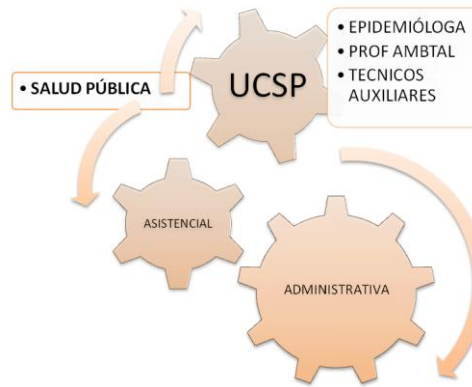 UCSP
• EPIDEMIÓLOGA
• PROF AMBTAL
• TECNICOS
AUXILIARES
• SALUD PÚBLICA
ASISTENCIAL
ADMINISTRATIVA